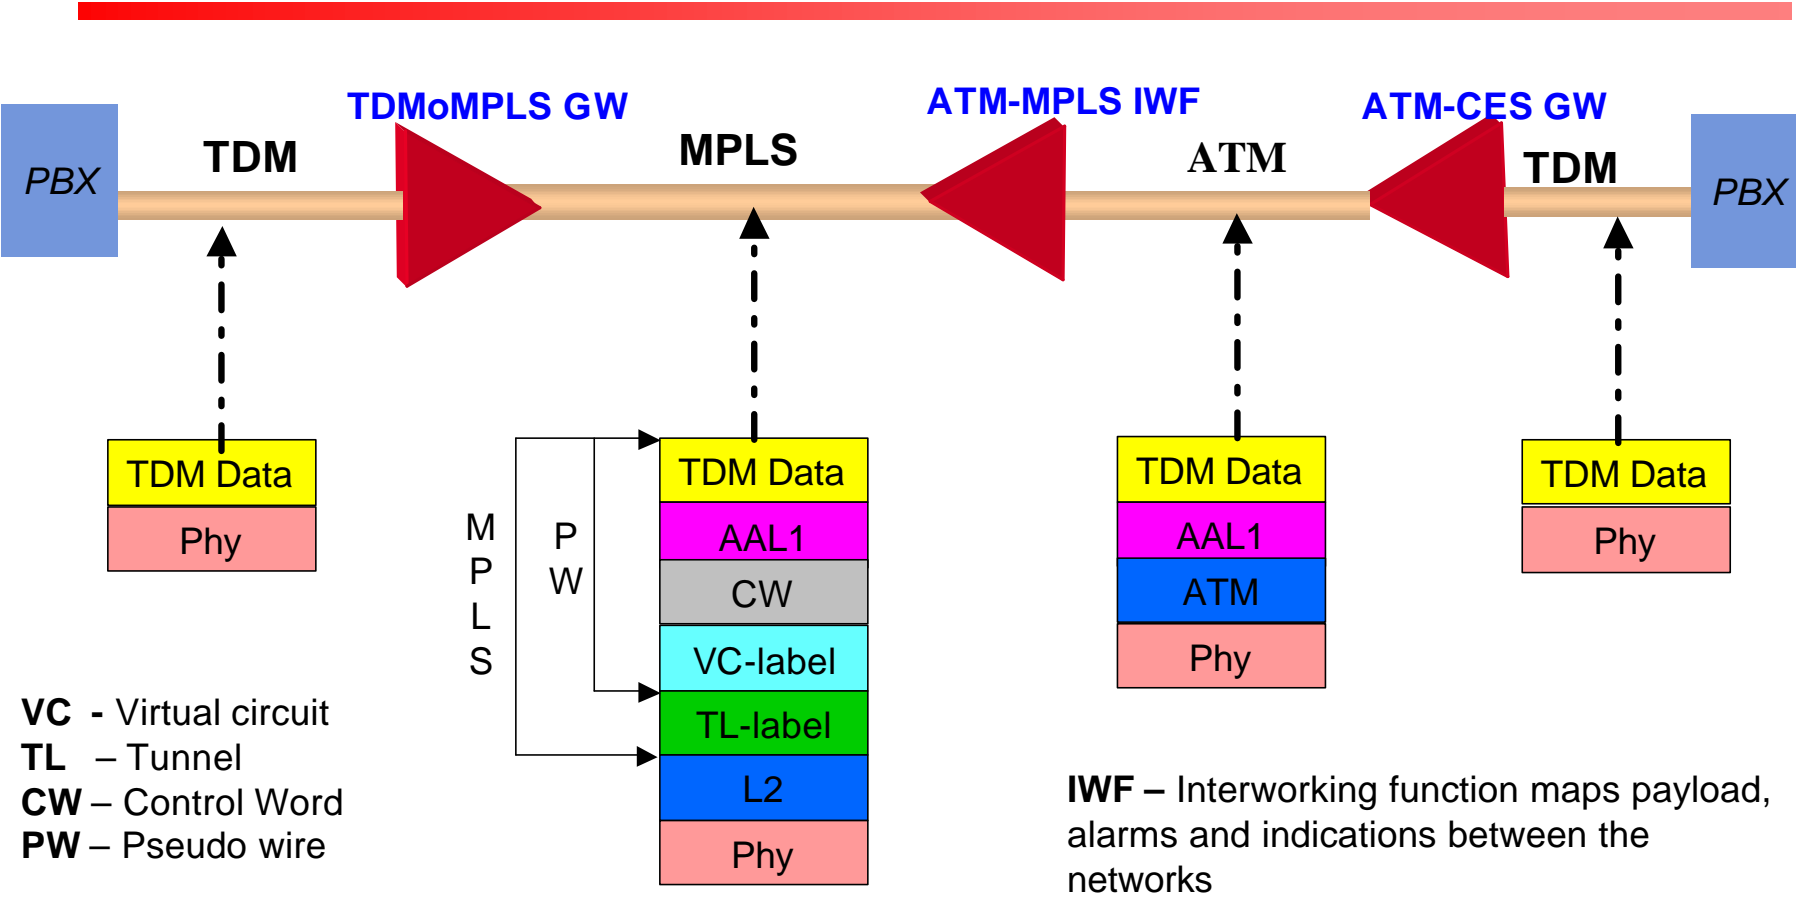 TDMoMPLS GW
ATM-MPLS IWF
ATM-CES GW
PBX
TDM
MPLS
ATM
TDM
PBX
TDM Data
Phy
M
P
L
S
P
W
TDM Data
AAL1
CW
VC-label
TL-label
L2
Phy
TDM Data
AAL1
ATM
Phy
TDM Data
Phy
VC - Virtual circuit
TL – Tunnel
CW – Control Word
PW – Pseudo wire
IWF – Interworking function maps payload,
alarms and indications between the
networks